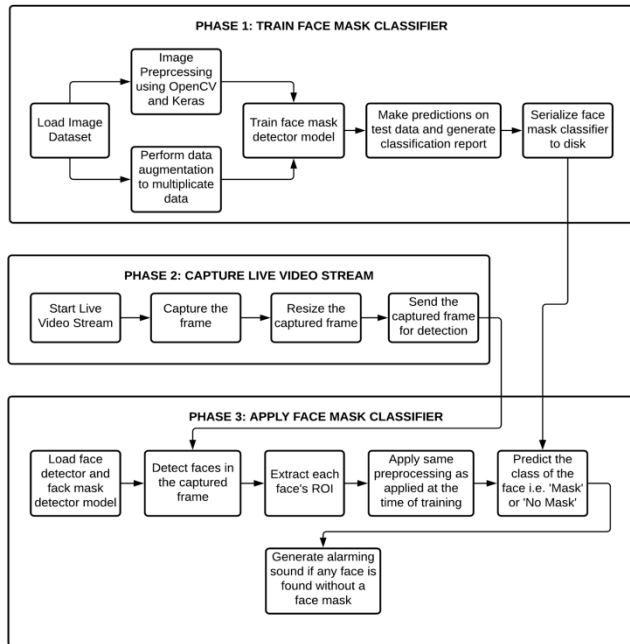 PHASE 1: TRAIN FACE MASK CLASSIFIER
Image
Preprcessing
using OpenCV
and Keras
Load Image
Dataset
Perform data
augmentation
to multiplicate
data
Train face mask
detector model
Make predictions on
test data and generate
classification report
Serialize face
mask classifier
to disk
PHASE 2: CAPTURE LIVE VIDEO STREAM
Start Live
Video Stream
Capture the
frame
Resize the
captured frame
Send the
captured frame
for detection
PHASE 3: APPLY FACE MASK CLASSIFIER
Load face
detector and
fack mask
detector model
Detect faces in
the captured
frame
Extract each
face's ROI
Apply same
preprocessing as
applied at the
time of training
Predict the
class of the
face i.e. 'Mask'
or 'No Mask'
Generate alarming
sound if any face is
found without a
face mask